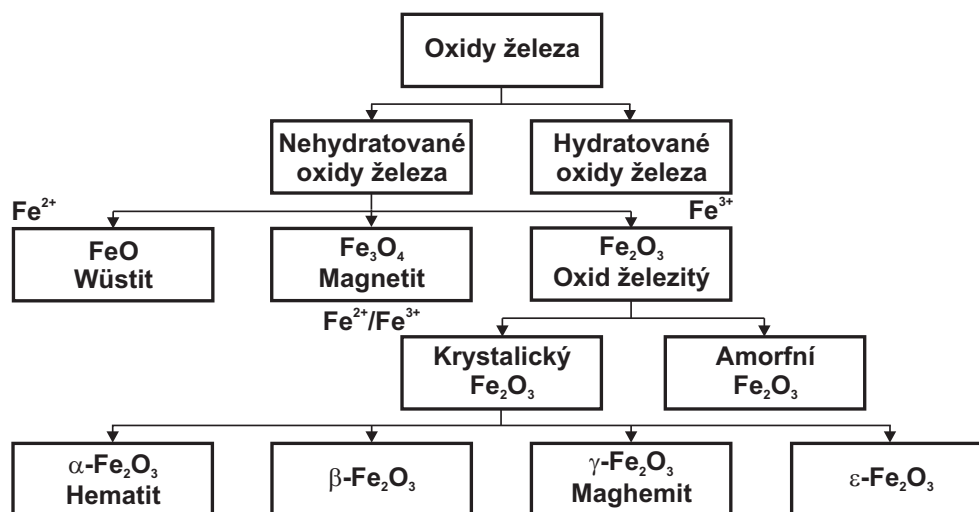 Oxidy železa
Nehydratované
oxidy železa
Hydratované
oxidy železa
Fe²⁺
FeO
Wüstit
Fe₃O₄
Magnetit
Fe²⁺/Fe³⁺
Fe³⁺
Fe₂O₃
Oxid železitý
Krystalický
Fe₂O₃
Amorfní
Fe₂O₃
α-Fe₂O₃
Hematit
β-Fe₂O₃
γ-Fe₂O₃
Maghemit
ε-Fe₂O₃